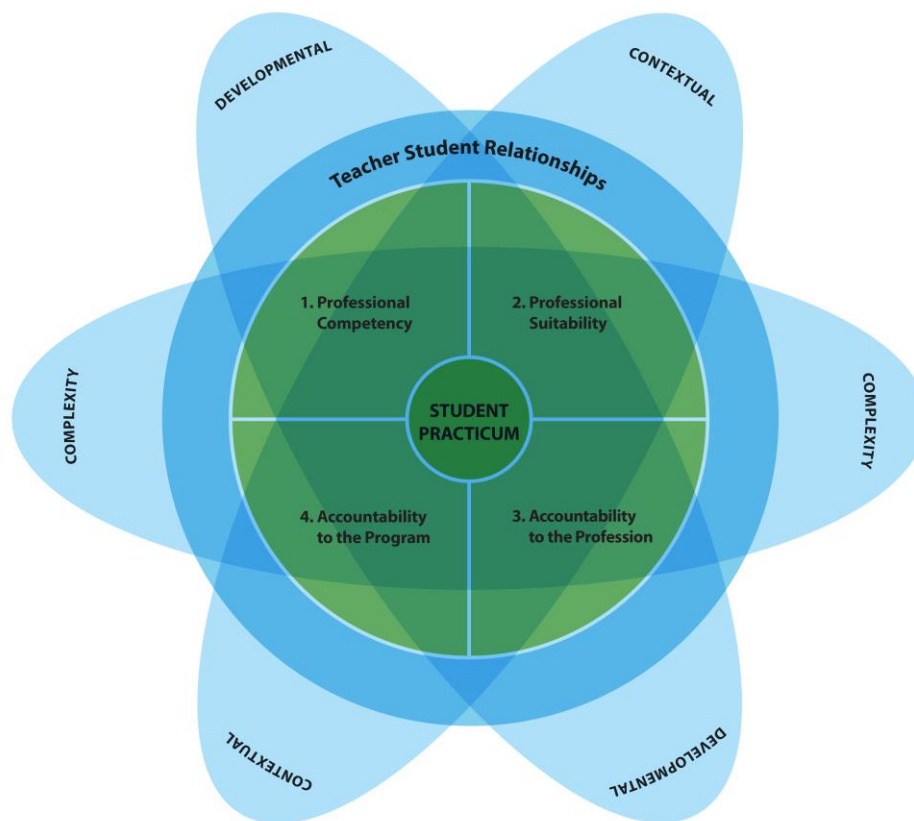 DEVELOPMENTAL
CONTEXTUAL
Teacher Student Relationships
1. Professional
Competency
2. Professional
Suitability
COMPLEXITY
STUDENT
PRACTICUM
COMPLEXITY
4. Accountability
to the Program
3. Accountability
to the Profession
CONTEXTUAL
DEVELOPMENTAL